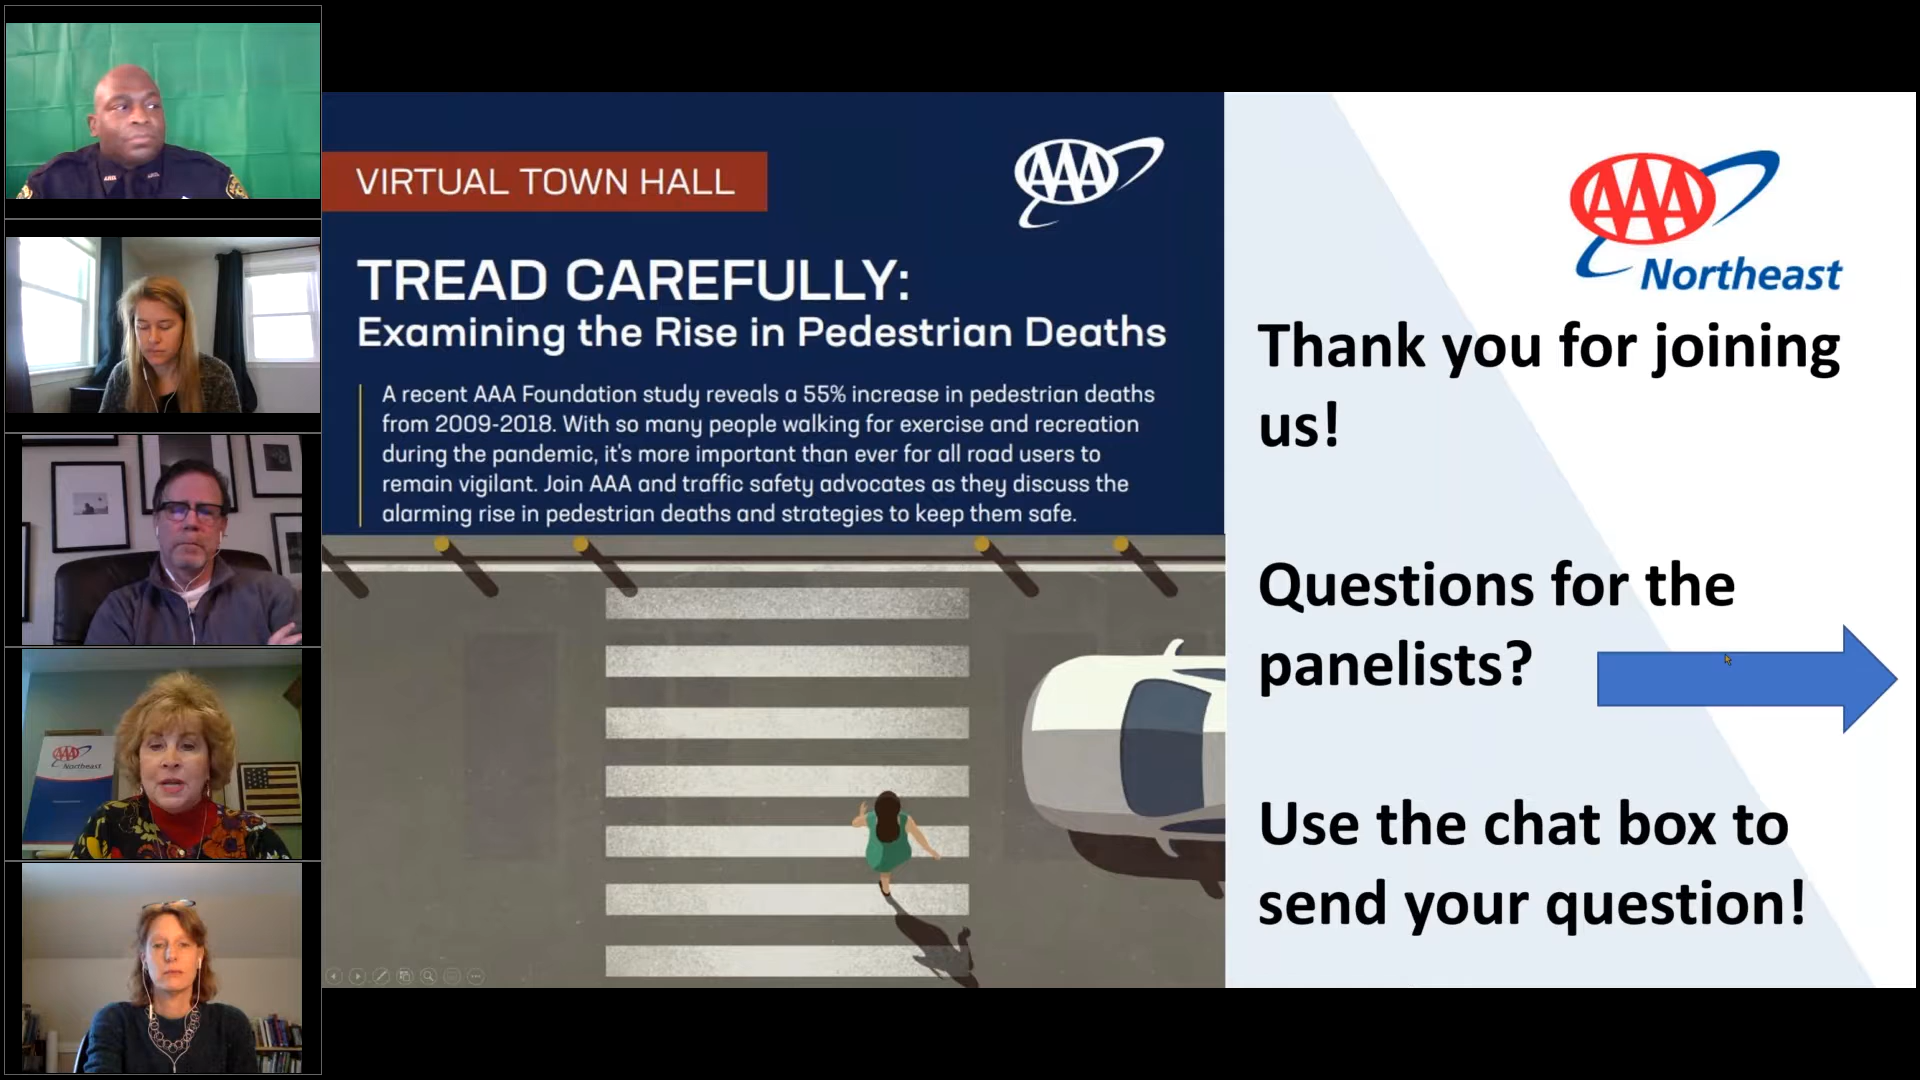 VIRTUAL TOWN HALL
AAA
TREAD CAREFULLY:
Examining the Rise in Pedestrian Deaths
A recent AAA Foundation study reveals a 55% increase in pedestrian deaths
from 2009-2018. With so many people walking for exercise and recreation
during the pandemic, it's more important than ever for all road users to
remain vigilant. Join AAA and traffic safety advocates as they discuss the
alarming rise in pedestrian deaths and strategies to keep them safe.
AAA
Northeast
Thank you for joining
us!
Questions for the
panelists?
Use the chat box to
send your question!
AAA
Northeast